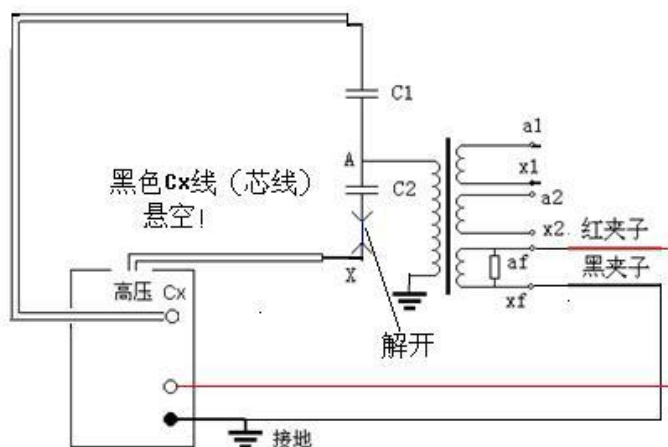 C1
a1
x1
A
C2
a2
黑色Cx线（芯线）
悬空！
x2
红夹子
af
黑夹子
X
xf
高压 Cx
解开
接地